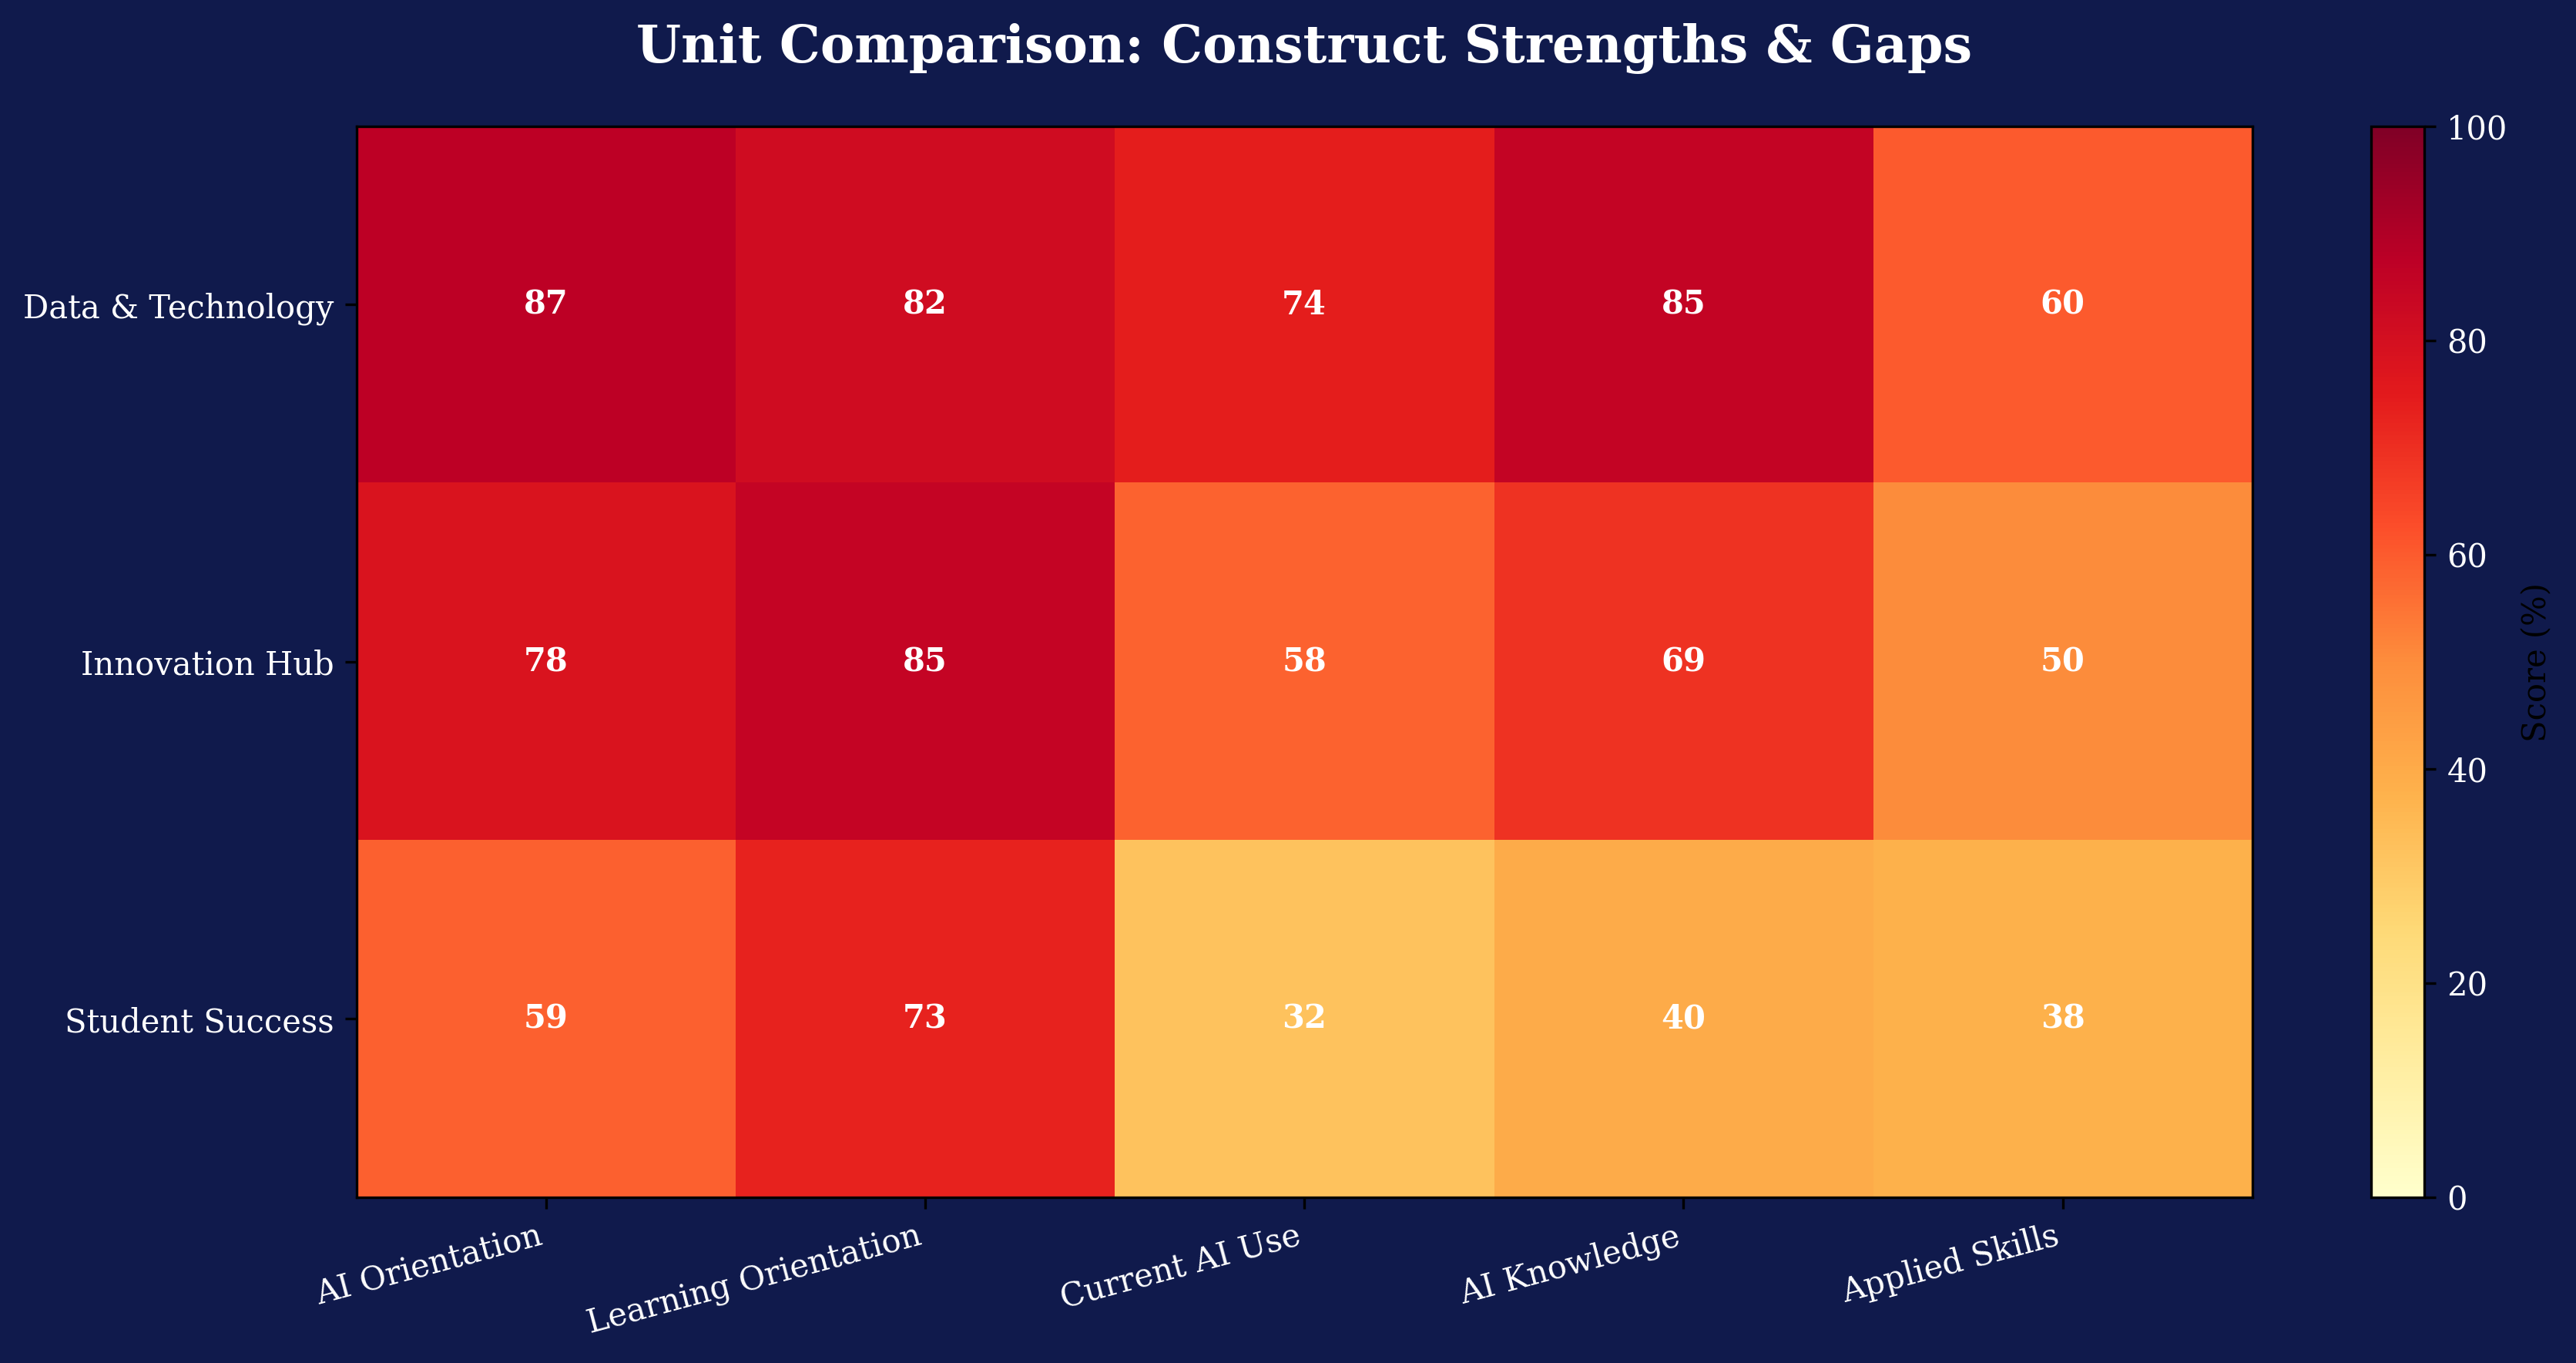 Unit Comparison: Construct Strengths & Gaps
Data & Technology
87
82
74
85
60
Innovation Hub
78
85
58
69
50
Student Success
59
73
32
40
38
AI Orientation
Learning Orientation
Current AI Use
AI Knowledge
Applied Skills
100
80
60
40
20
0
Score (%)